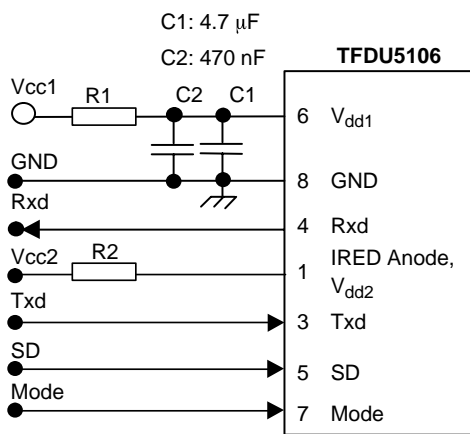 C1: 4.7 μF
C2: 470 nF
TFDU5106
Vcc1
R1
C2
C1
6
Vdd1
GND
8
GND
Rxd
4
Rxd
Vcc2
R2
1
IRED Anode,
Vdd2
Txd
3
Txd
SD
5
SD
Mode
7
Mode